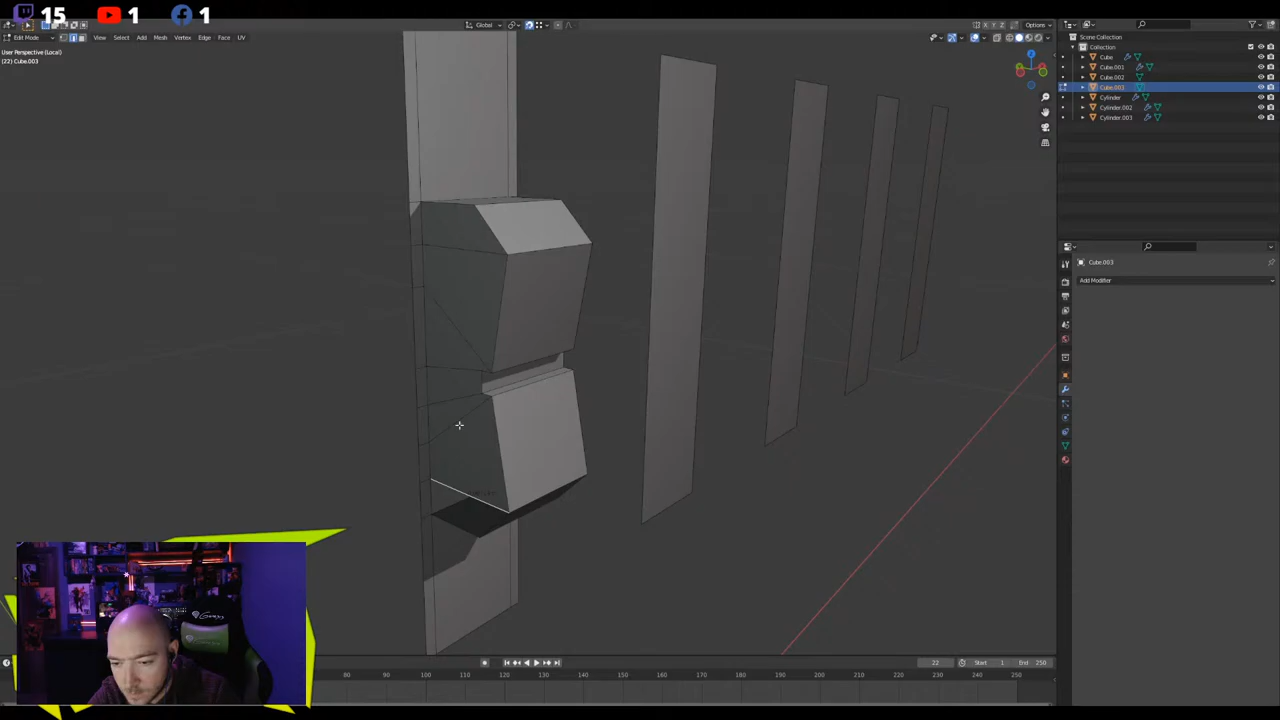 15
1
1
Global
Options
Edit Mode
View
Select
Add
Mesh
Vertex
Edge
Face
UV
User Perspective (Local)
(22) Cube.003
Scene Collection
Collection
Cube
Cube.001
Cube.002
Cube.003
Cylinder
Cylinder.002
Cylinder.003
Cube.003
Add Modifier
22
Start 1
End 250
80 90 100 110 120 130 140 150 160 170 180 190 200 210 220 230 240 250